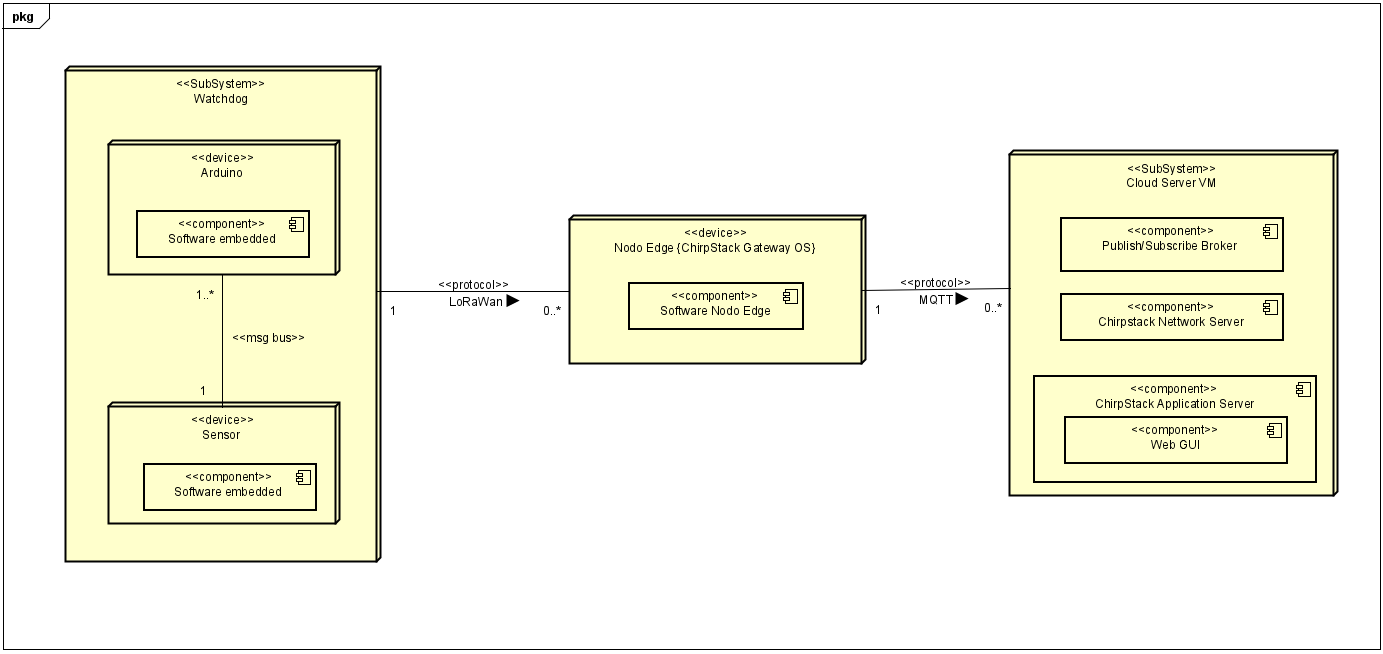 pkg
<<SubSystem>>
Watchdog
<<device>>
Arduino
<<component>>
Software embedded
1..*
<<msg bus>>
1
<<device>>
Sensor
<<component>>
Software embedded
<<protocol>>
LoRaWan
1
0..*
<<device>>
Nodo Edge {ChirpStack Gateway OS}
<<component>>
Software Nodo Edge
<<protocol>>
MQTT
1
0..*
<<SubSystem>>
Cloud Server VM
<<component>>
Publish/Subscribe Broker
<<component>>
Chirpstack Nettwork Server
<<component>>
ChirpStack Application Server
<<component>>
Web GUI